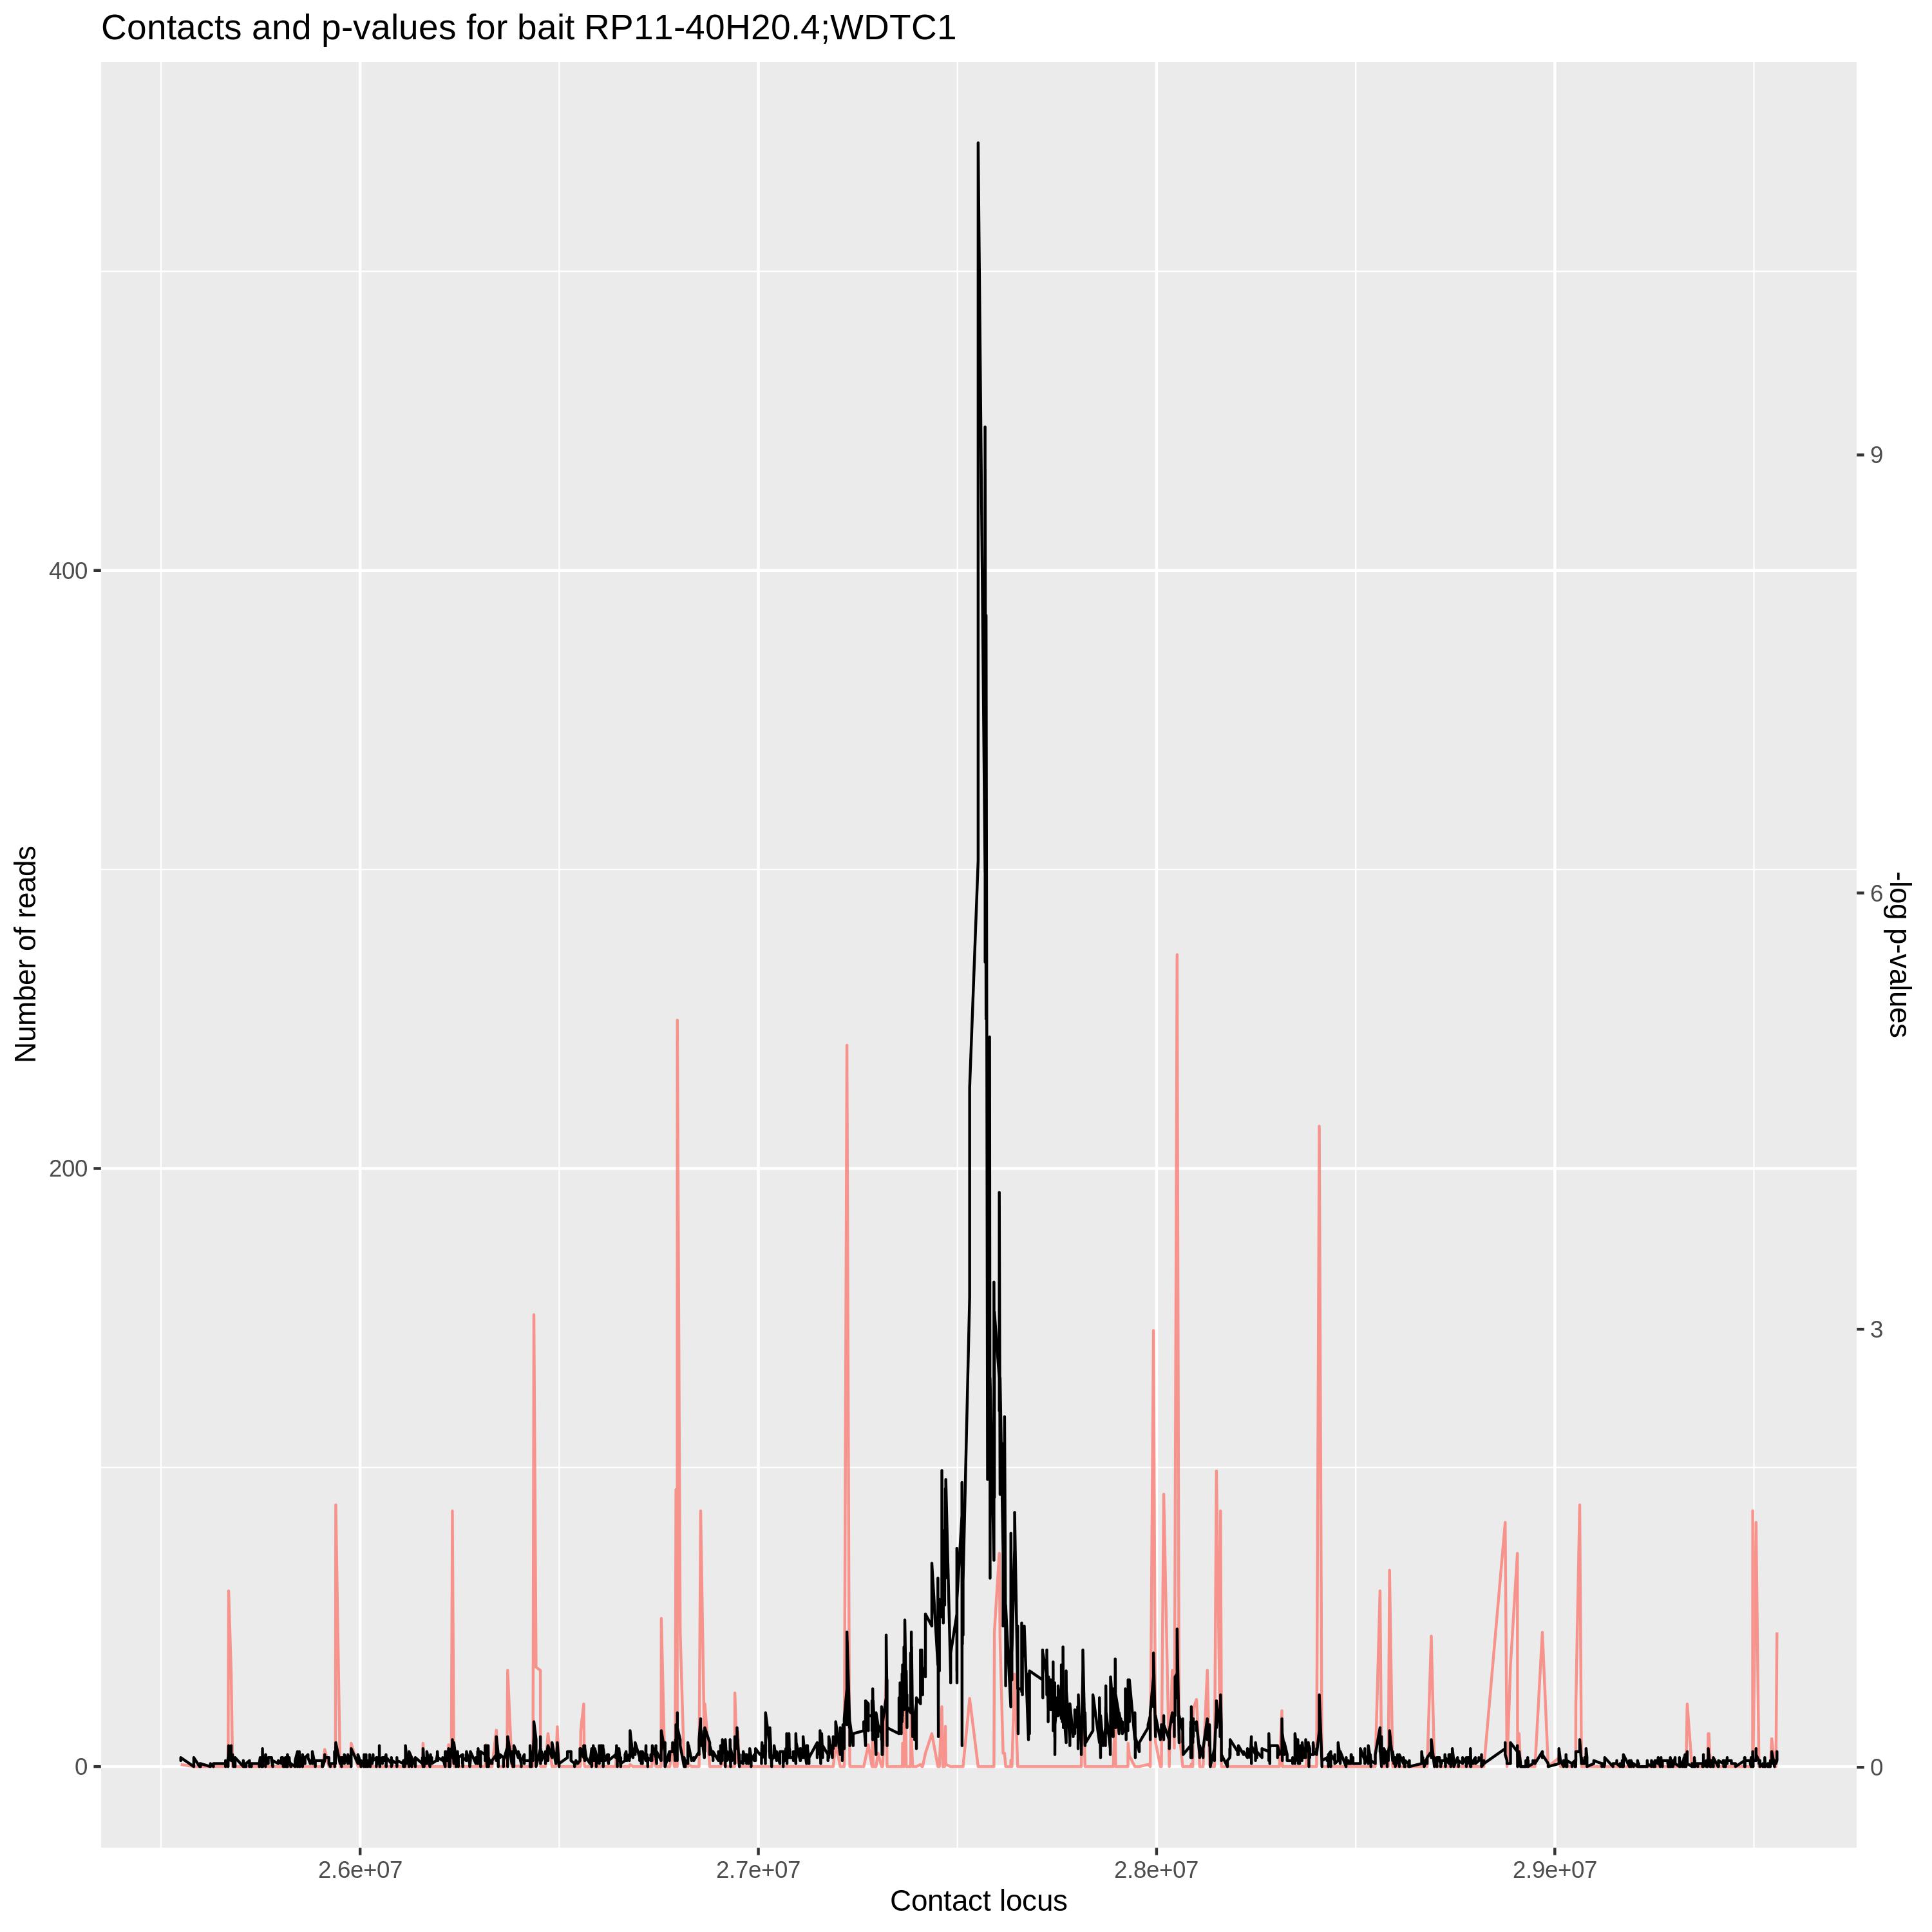 Contacts and p-values for bait RP11-40H20.4;WDTC1
Number of reads
400
200
0
9
6
3
0
-log p-values
2.6e+07 2.7e+07 2.8e+07 2.9e+07
Contact locus